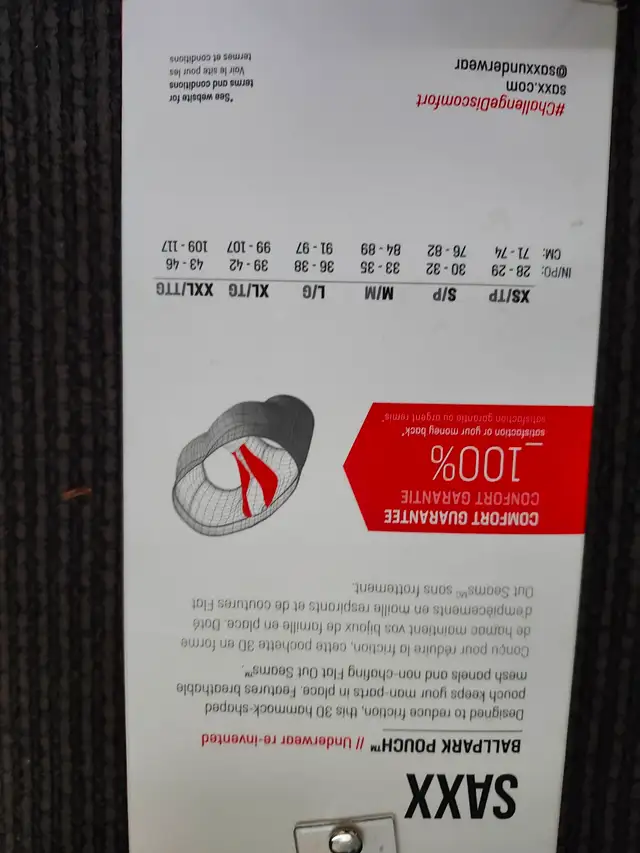 SAXX
BALLPARK POUCH™ // Underwear re-invented
Designed to reduce friction, this 3D hammock-shaped
pouch keeps your man-parts in place. Features breathable
mesh panels and non-chafing Flat Out Seams™.
Conçu pour réduire la friction, cette pochette 3D en forme
de hamac maintient vos bijoux de famille en place. Doté
d'empiècements en maille respirants et de coutures Flat
Out Seams MC sans frottement.
COMFORT GUARANTEE
CONFORT GARANTIE
100%
satisfaction or your money back*
satisfaction garantie ou argent remis*
XS/TP S/P M/M L/G XL/TG XXL/TTG
IN/PO: 28 - 29 30 - 32 33 - 35 36 - 38 39 - 42 43 - 46
CM: 71 - 74 76 - 82 84 - 89 91 - 97 99 - 107 109 - 117
#ChallengeDiscomfort
saxx.com
@saxxunderwear
*See website for
terms and conditions
Voir le site pour les
termes et conditions